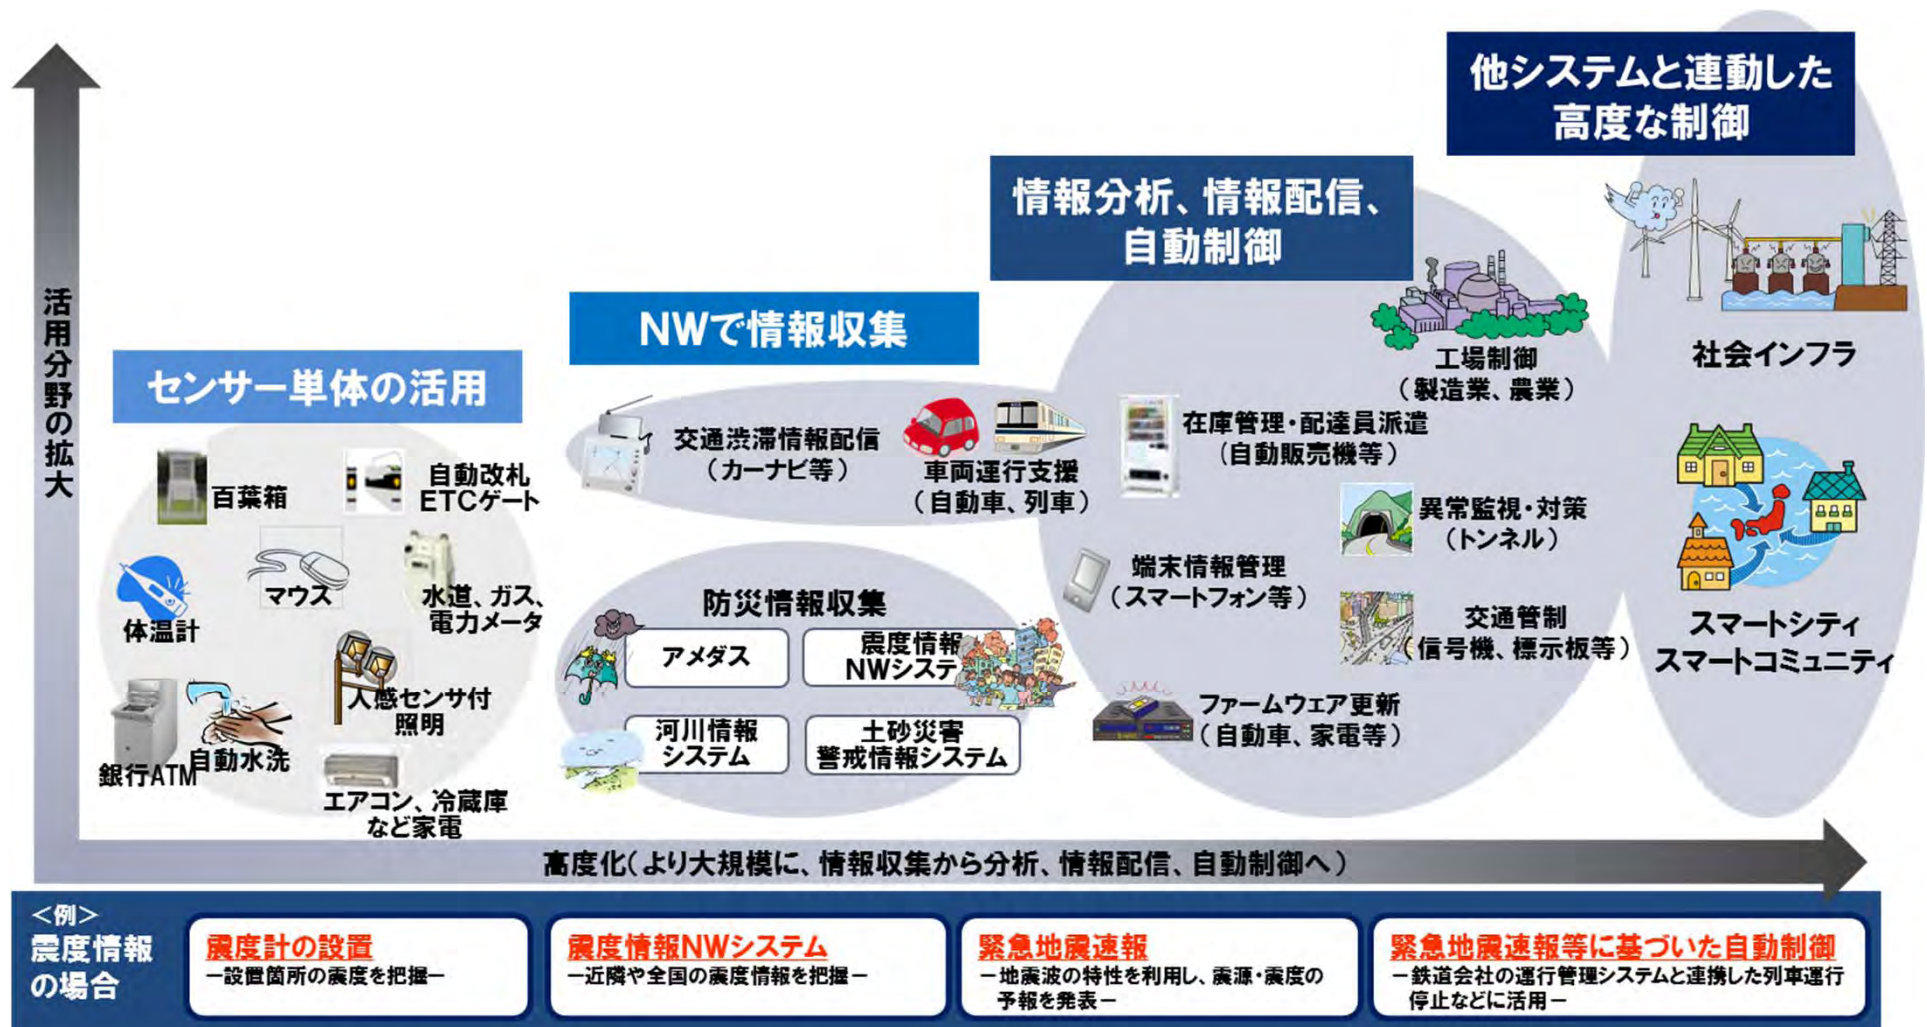 他システムと連動した
高度な制御
情報分析、情報配信、
自動制御
NWで情報収集
センサー単体の活用
活用分野の拡大
百葉箱
自動改札
ETCゲート
マウス
体温計
水道、ガス、
電力メータ
人感センサ付
照明
銀行ATM
自動水洗
エアコン、冷蔵庫
など家電
交通渋滞情報配信
（カーナビ等）
車両運行支援
（自動車、列車）
防災情報収集
アメダス
震度情報
NWシステ
河川情報
システム
土砂災害
警戒情報システム
工場制御
（製造業、農業）
在庫管理・配達員派遣
（自動販売機等）
異常監視・対策
（トンネル）
端末情報管理
（スマートフォン等）
交通管制
（信号機、標示板等）
ファームウェア更新
（自動車、家電等）
社会インフラ
スマートシティ
スマートコミュニティ
高度化（より大規模に、情報収集から分析、情報配信、自動制御へ）
＜例＞
震度情報
の場合
震度計の設置
－設置箇所の震度を把握－
震度情報NWシステム
－近隣や全国の震度情報を把握－
緊急地震速報
－地震波の特性を利用し、震源・震度の
予報を発表－
緊急地震速報等に基づいた自動制御
－鉄道会社の運行管理システムと連携した列車運行
停止などに活用－